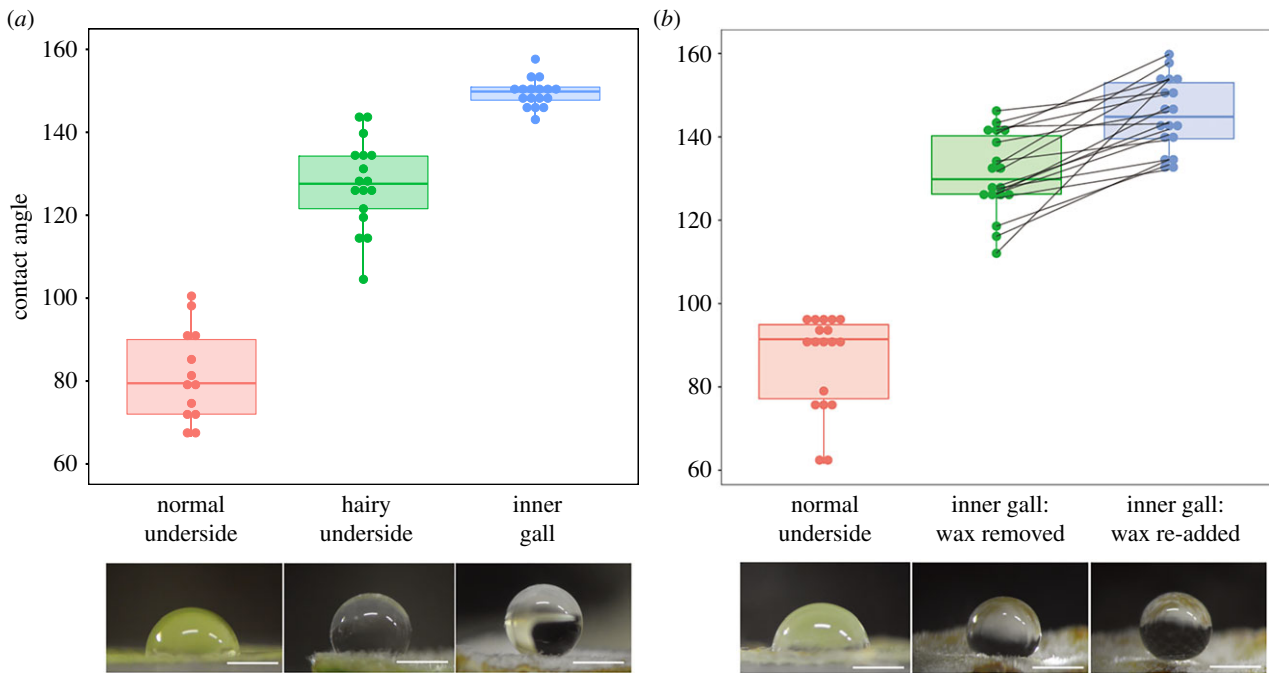 (a)
contact angle
160
140
120
100
80
60
normal
underside
hairy
underside
inner
gall
(b)
160
140
120
100
80
60
normal
underside
inner gall:
wax removed
inner gall:
wax re-added